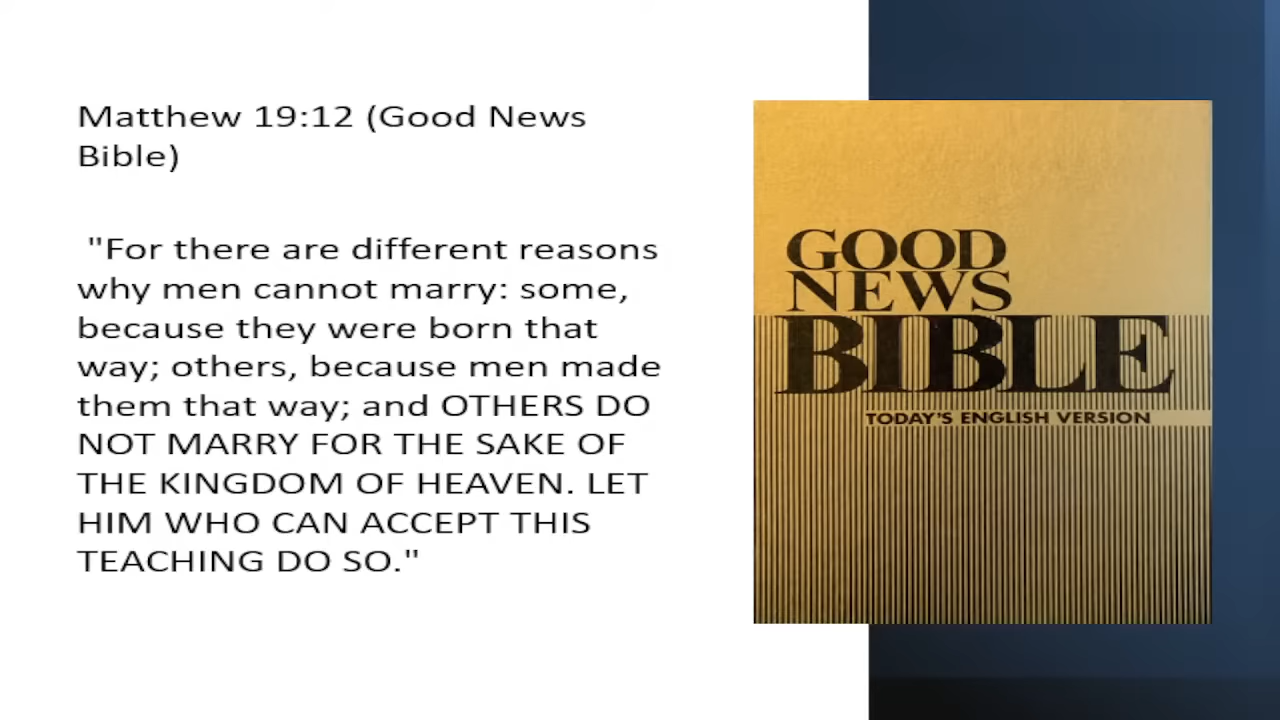 Matthew 19:12 (Good News
Bible)
"For there are different reasons
why men cannot marry: some,
because they were born that
way; others, because men made
them that way; and OTHERS DO
NOT MARRY FOR THE SAKE OF
THE KINGDOM OF HEAVEN. LET
HIM WHO CAN ACCEPT THIS
TEACHING DO SO."
GOOD
NEWS
BIBLE
TODAY'S ENGLISH VERSION